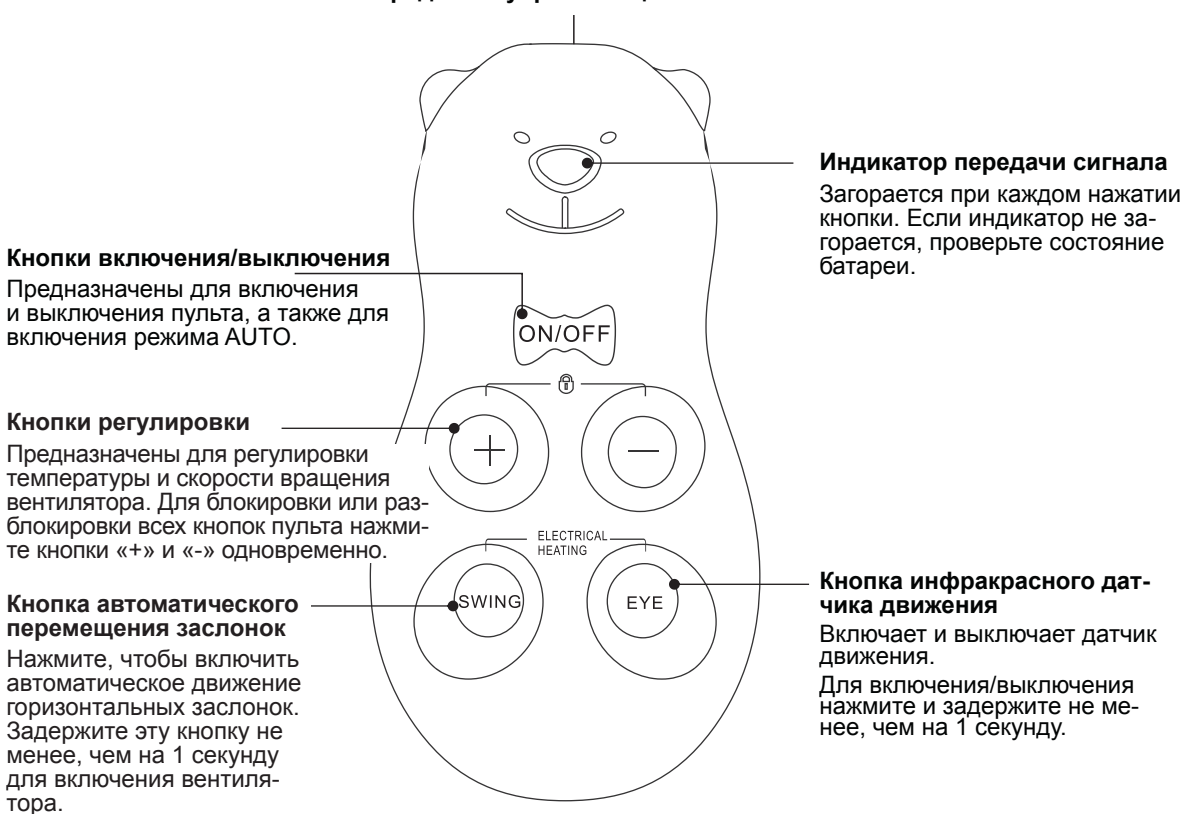 Индикатор передачи сигнала
Загорается при каждом нажатии
кнопки. Если индикатор не за-
горается, проверьте состояние
батареи.
Кнопки включения/выключения
Предназначены для включения
и выключения пульта, а также для
включения режима AUTO.
ON/OFF
Кнопки регулировки
Предназначены для регулировки
температуры и скорости вращения
вентилятора. Для блокировки или раз-
блокировки всех кнопок пульта нажми-
те кнопки «+» и «-» одновременно.
+
−
ELECTRICAL
HEATING
SWING
EYE
Кнопка автоматического
перемещения заслонок
Нажмите, чтобы включить
автоматическое движение
горизонтальных заслонок.
Задержите эту кнопку не
менее, чем на 1 секунду
для включения вентиля-
тора.
Кнопка инфракрасного дат-
чика движения
Включает и выключает датчик
движения.
Для включения/выключения
нажмите и задержите не ме-
нее, чем на 1 секунду.